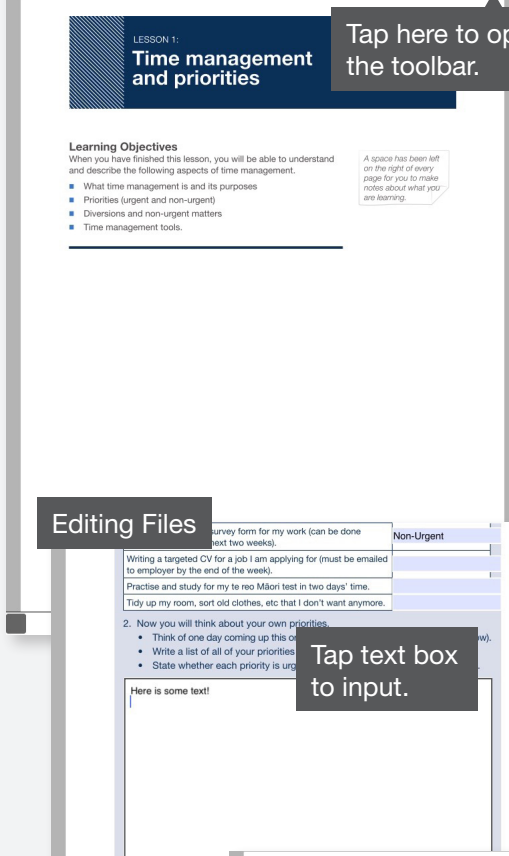 Tap here to
the toolbar.
LESSON 1:
Time management
and priorities
Learning Objectives
When you have finished this lesson, you will be able to understand
and describe the following aspects of time management.
A space has been left
on the right of every
page for you to make
notes about what you
are learning.
■ What time management is and its purposes
■ Priorities (urgent and non-urgent)
■ Diversions and non-urgent matters
■ Time management tools.
Editing Files
survey form for my work (can be done
next two weeks).
Non-Urgent
Writing a targeted CV for a job I am applying for (must be emailed
to employer by the end of the week).
Practise and study for my te reo Māori test in two days' time.
Tidy up my room, sort old clothes, etc that I don't want anymore.
2. Now you will think about your own priorities.
• Think of one day coming up this
• Write a list of all of your priorities
• State whether each priority is
Tap text box
to input.
Here is some text!